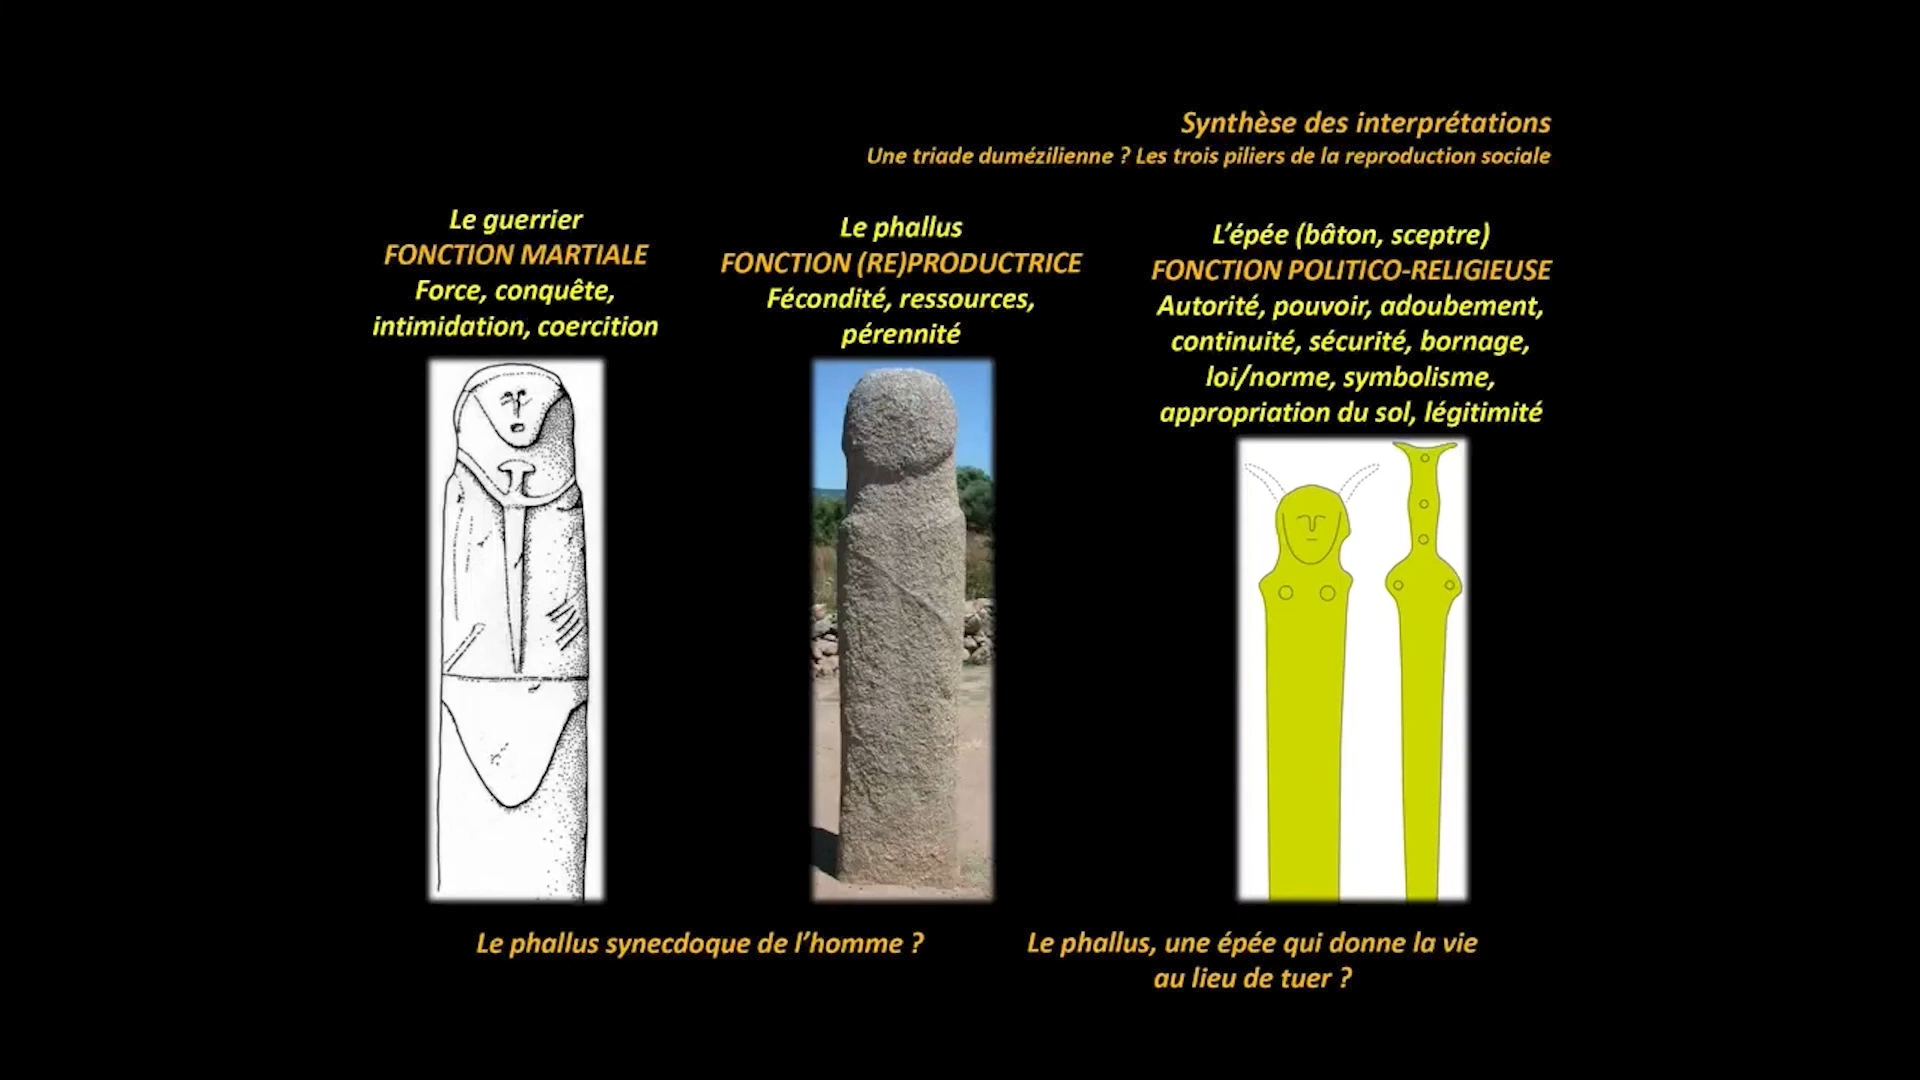 Synthèse des interprétations
Une triade dumézilienne ? Les trois piliers de la reproduction sociale
Le guerrier
FONCTION MARTIALE
Force, conquête,
intimidation, coercition
Le phallus
FONCTION (RE)PRODUCTRICE
Fécondité, ressources,
pérennité
L'épée (bâton, sceptre)
FONCTION POLITICO-RELIGIEUSE
Autorité, pouvoir, adoubement,
continuité, sécurité, bornage,
loi/norme, symbolisme,
appropriation du sol, légitimité
Le phallus synecdoque de l'homme ?
Le phallus, une épée qui donne la vie
au lieu de tuer ?